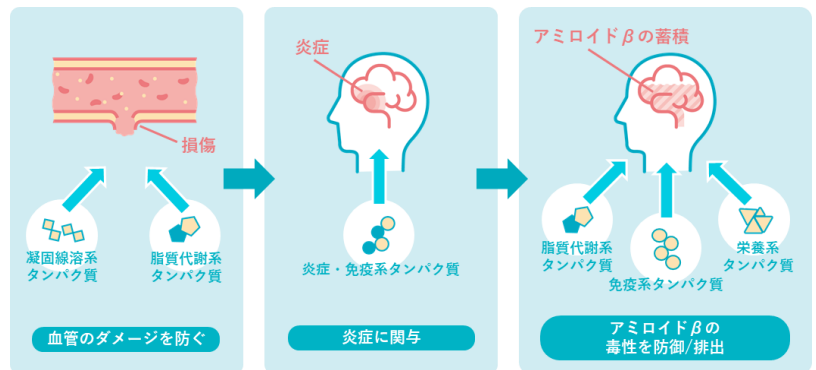 損傷
凝固線溶系
タンパク質
脂質代謝系
タンパク質
血管のダメージを防ぐ
炎症
炎症・免疫系タンパク質
炎症に関与
アミロイドβの蓄積
脂質代謝系
タンパク質
免疫系タンパク質
栄養系
タンパク質
アミロイドβの
毒性を防御/排出